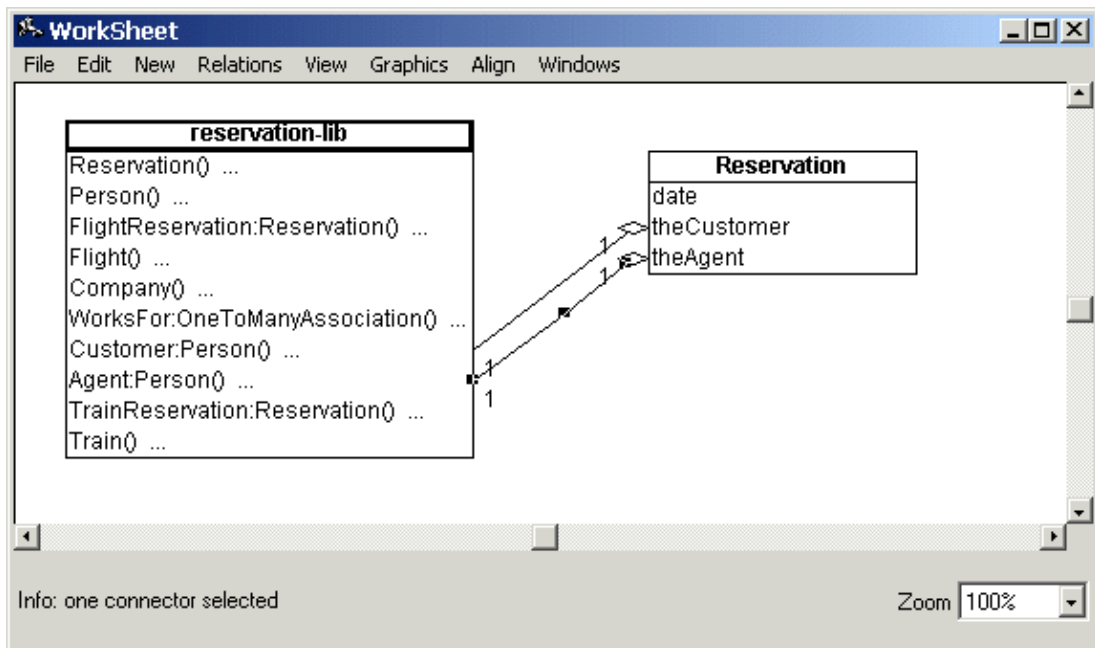 WorkSheet
File Edit New Relations View Graphics Align Windows
reservation-lib
Reservation() ...
Person() ...
FlightReservation:Reservation() ...
Flight() ...
Company() ...
WorksFor:OneToManyAssociation() ...
Customer:Person() ...
Agent:Person() ...
TrainReservation:Reservation() ...
Train() ...
1
1
1
1
Reservation
date
theCustomer
theAgent
Info: one connector selected
Zoom 100%